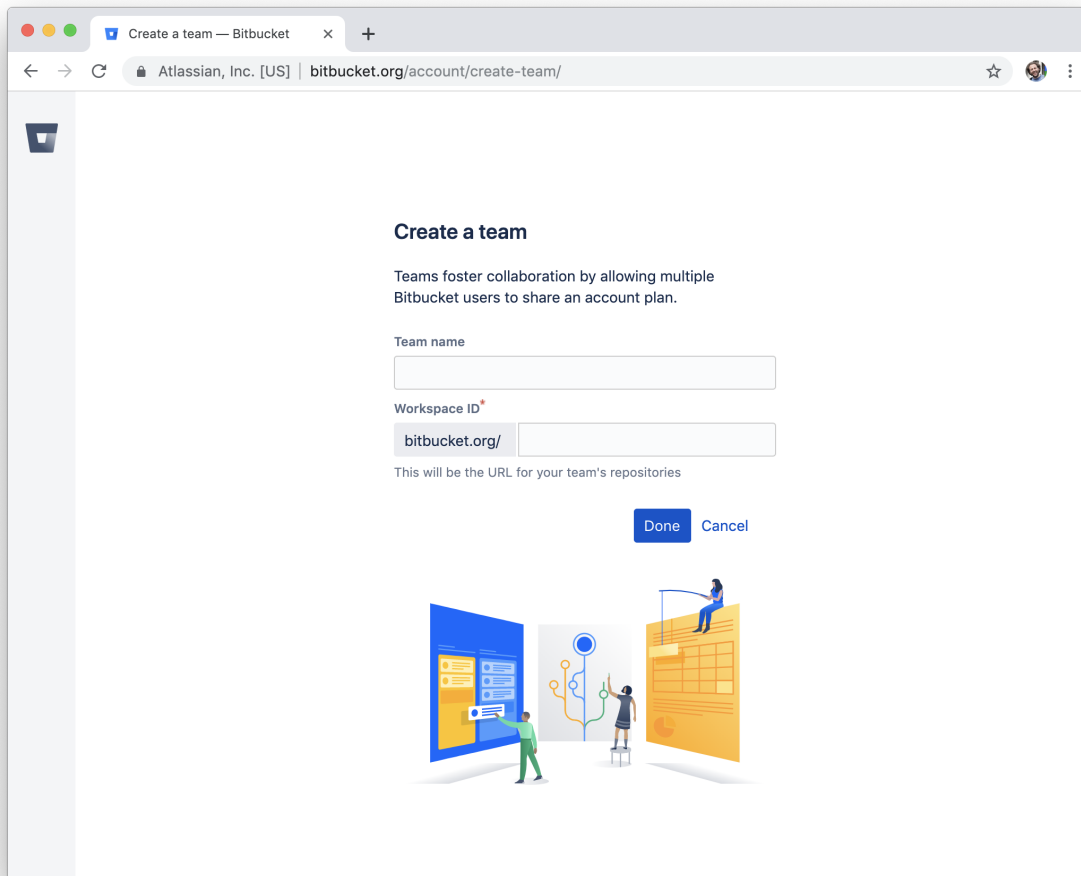 Create a team — Bitbucket
Atlassian, Inc. [US] | bitbucket.org/account/create-team/
Create a team
Teams foster collaboration by allowing multiple
Bitbucket users to share an account plan.
Team name
Workspace ID*
bitbucket.org/
This will be the URL for your team's repositories
Done Cancel